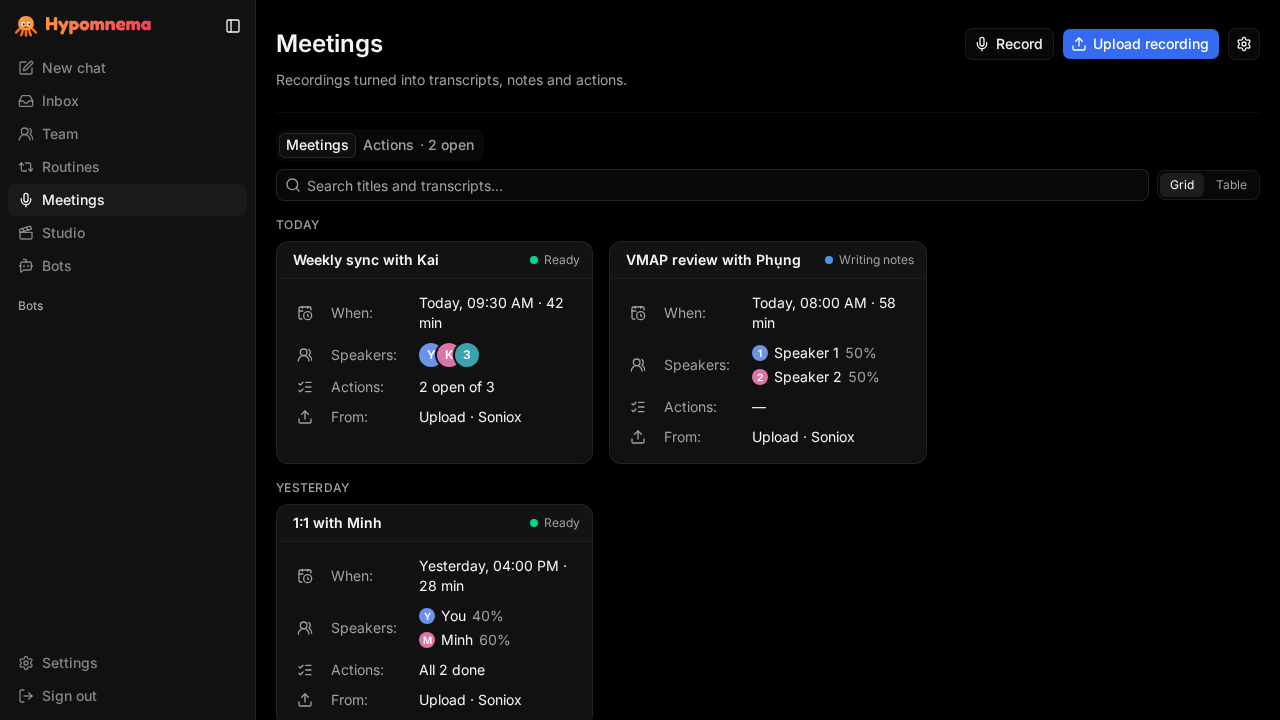 Hypomnema
New chat
Inbox
Team
Routines
Meetings
Studio
Bots
Bots
Settings
Sign out
Meetings
Record
Upload recording
Recordings turned into transcripts, notes and actions.
Meetings
Actions · 2 open
Search titles and transcripts...
Grid
Table
TODAY
Weekly sync with Kai
Ready
When:
Today, 09:30 AM · 42
min
Speakers:
Y K 3
Actions:
2 open of 3
From:
Upload · Soniox
VMAP review with Phụng
Writing notes
When:
Today, 08:00 AM · 58
min
Speakers:
1 Speaker 1 50%
2 Speaker 2 50%
Actions:
—
From:
Upload · Soniox
YESTERDAY
1:1 with Minh
Ready
When:
Yesterday, 04:00 PM ·
28 min
Speakers:
Y You 40%
M Minh 60%
Actions:
All 2 done
From:
Upload · Soniox